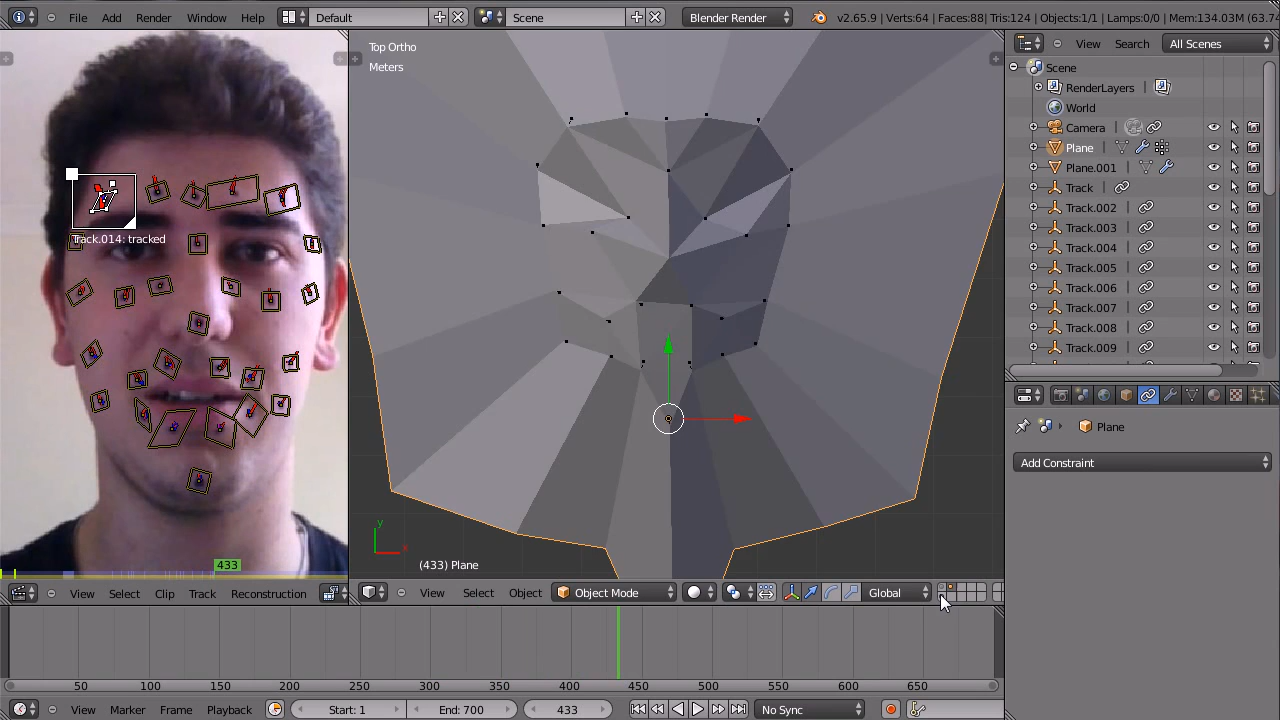 File Add Render Window Help Default Scene Blender Render v2.65.9 | Verts:64 | Faces:88| Tris:124 | Objects:1/1 | Lamps:0/0 | Mem:134.03M (63.7
Top Ortho
Meters
Track.014: tracked
433
(433) Plane
View Select Clip Track Reconstruction
View Select Object Object Mode Global
50 100 150 200 250 300 350 400 450 500 550 600 650
View Marker Frame Playback Start: 1 End: 700 433 No Sync
View Search All Scenes
Scene
RenderLayers
World
Camera
Plane
Plane.001
Track
Track.002
Track.003
Track.004
Track.005
Track.006
Track.007
Track.008
Track.009
Plane
Add Constraint
y
x